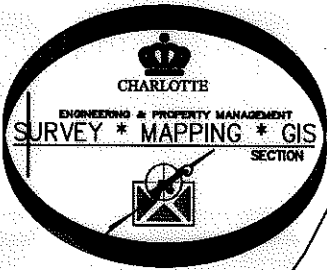 CHARLOTTE
ENGINEERING & PROPERTY MANAGEMENT
SURVEY * MAPPING * GIS
SECTION